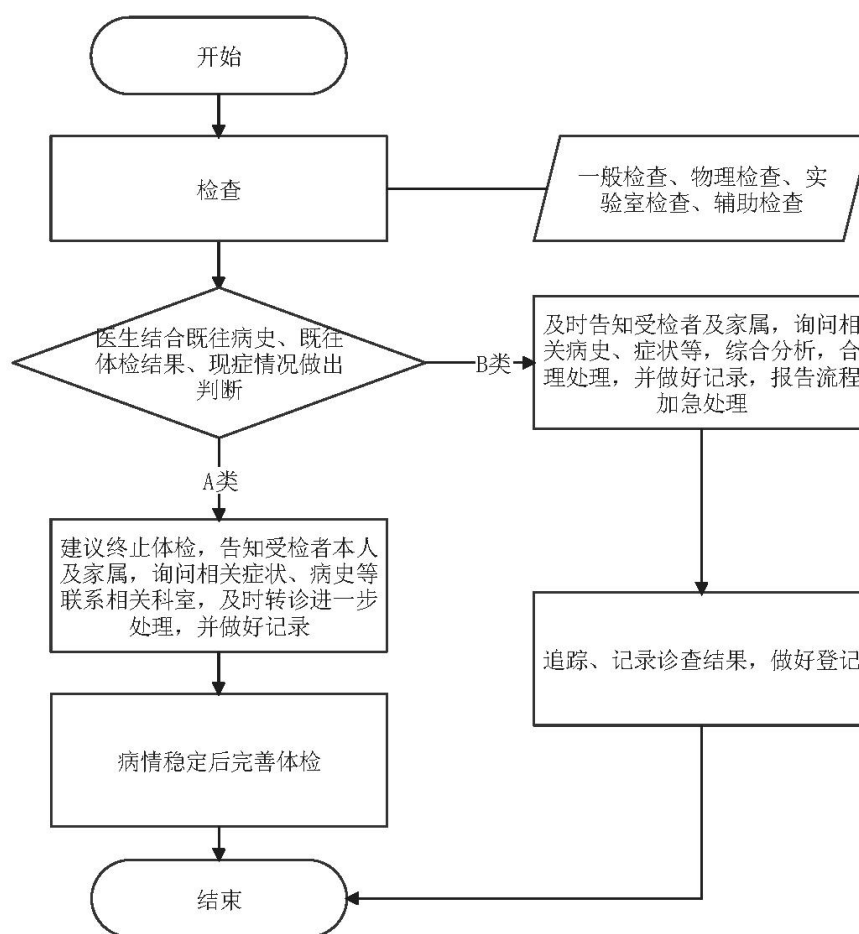 开始
检查
一般检查、物理检查、实
验室检查、辅助检查
医生结合既往病史、既往
体检结果、现症情况做出
判断
B类
及时告知受检者及家属，询问相
关病史、症状等，综合分析，合
理处理，并做好记录，报告流程
加急处理
A类
建议终止体检，告知受检者本人
及家属，询问相关症状、病史等
联系相关科室，及时转诊进一步
处理，并做好记录
追踪、记录诊查结果，做好登记
病情稳定后完善体检
结束